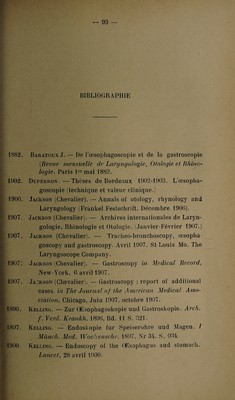 — 93 —
BIBLIOGRAPHIE
1882. BARATOUX J. — De l'œsophagoscopie et de la gastroscopie
(Revue mensuelle de Laryngologie, Otologie et Rhino-
logie. Paris 1er mai 1882.
1902. DUPERNON. — Thèses de Bordeaux 1902-1903. L'œsopha-
goscopie (technique et valeur clinique.)
1906. JACKSON (Chevalier). — Annals of otology, rhynology and
Laryngology (Frankel Festschrift. Décembre 1906).
1907. JACKSON (Chevalier). — Archives internationales de Laryn-
gologie, Rhinologie et Otologie. (Janvier-Février 1907.)
1907. JACKSON (Chevalier). — Tracheo-bronchoscopy, œsopha-
goscopy and gastroscopy. Avril 1907. St Louis Mo. The
Laryngoscope Company.
1907. JACKSON (Chevalier). — Gastroscopy in Medical Record,
New-York, 6 avril 1907.
1907. JACKSON (Chevalier). — Gastroscopy : report of additional
cases. in The Journal of the American Medical Asso-
ciation. Chicago, Juin 1907, octobre 1907.
1896. KELLING. — Zur Œsophagoskopie und Gastroskopie. Arch.
f. Verd. Krankh. 1896, Bd. II S. 321.
1897. KELLING. — Endoskopie fur Speiserohre und Magen. I
Münch. Med. Wochenschr. 1897, Nr 34. S. 934.
1900. KELLING. — Endoscopy of the Œsophagus and stomach.
Lancet, 28 avril 1900.